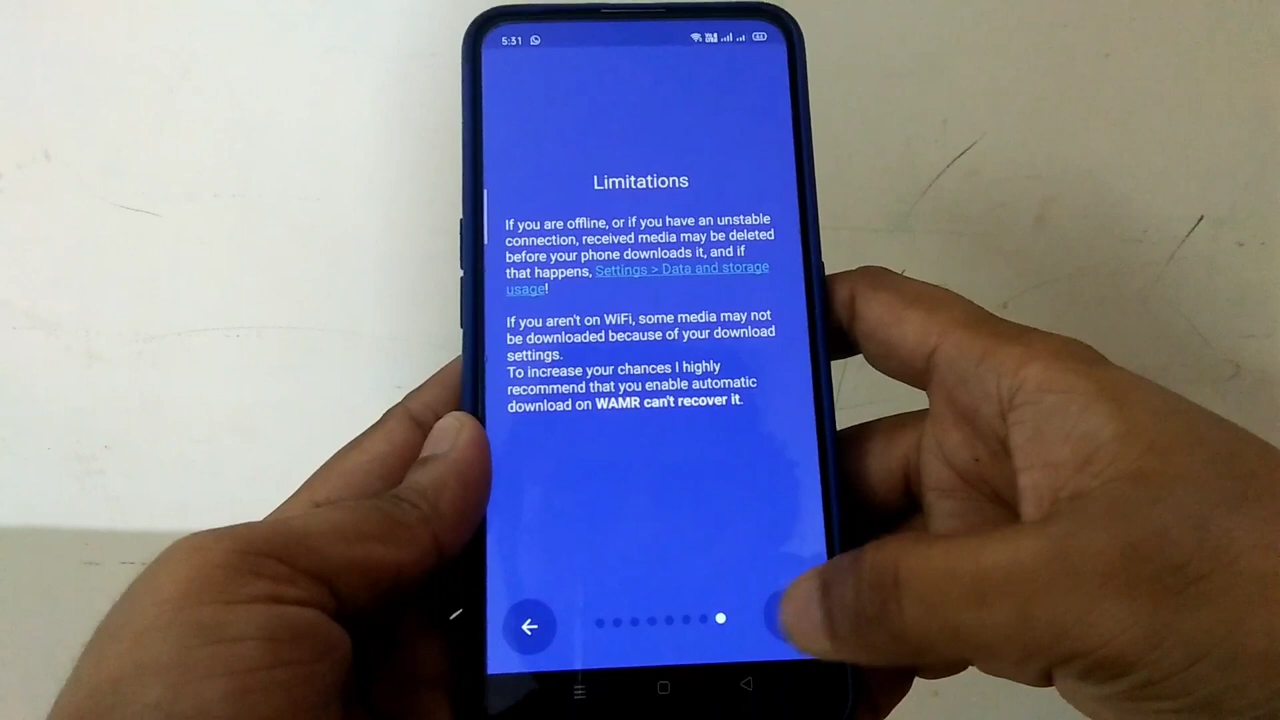 5:31
Limitations
If you are offline, or if you have an unstable
connection, received media may be deleted
before your phone downloads it, and if
that happens, Settings > Data and storage
usage!
If you aren't on WiFi, some media may not
be downloaded because of your download
settings.
To increase your chances I highly
recommend that you enable automatic
download on WAMR can't recover it.